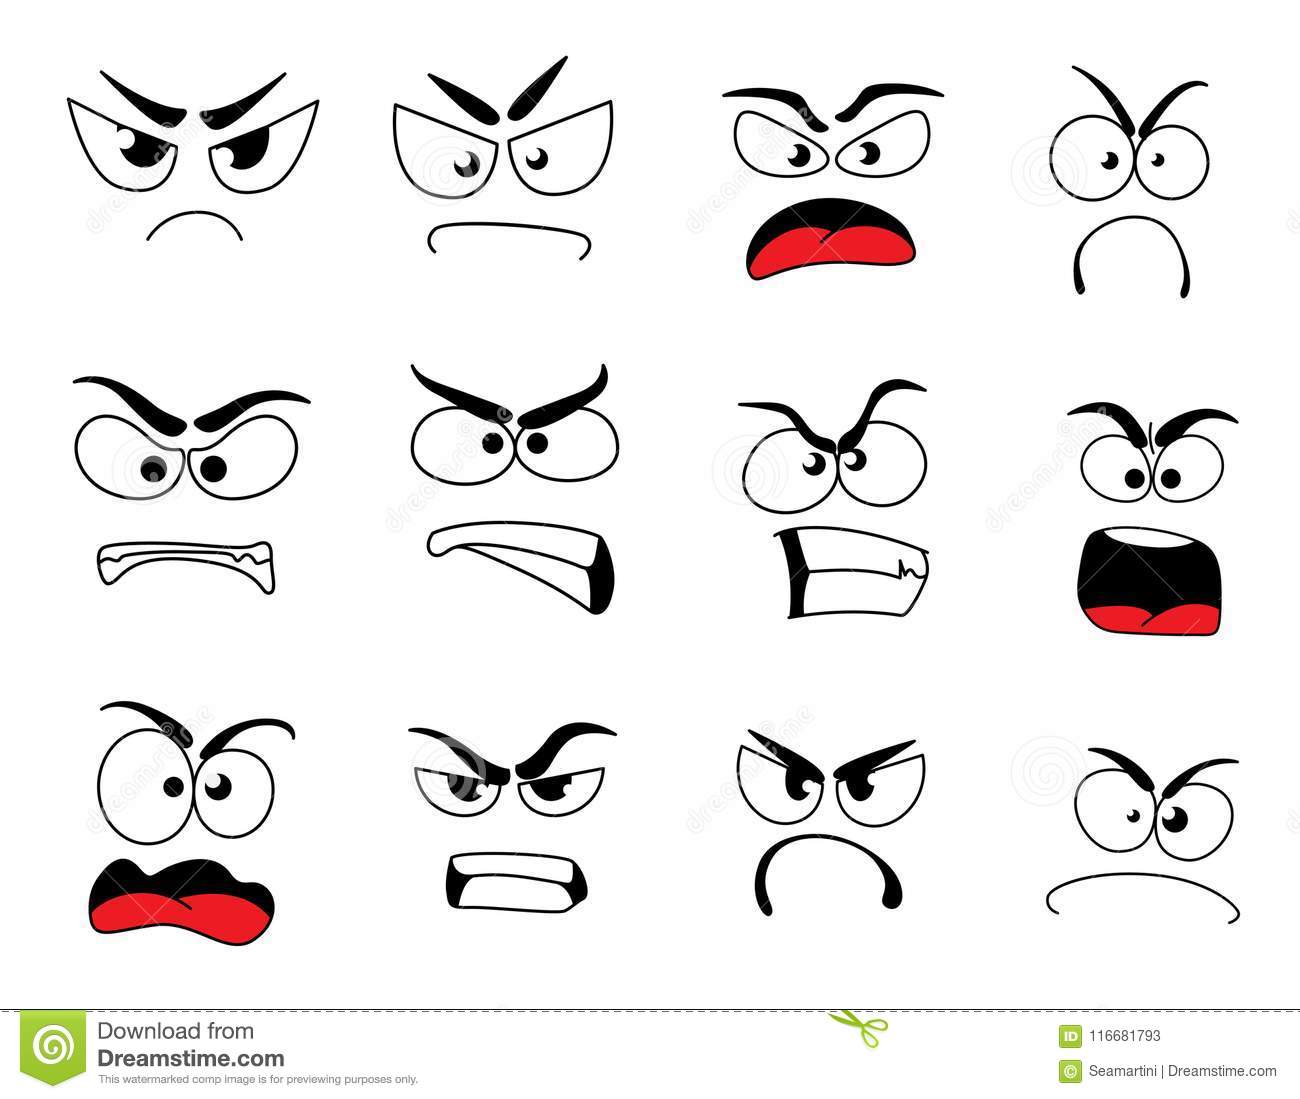 Download from
Dreamstime.com
This watermarked comp image is for previewing purposes only.
ID 116681793
© Seamartini | Dreamstime.com